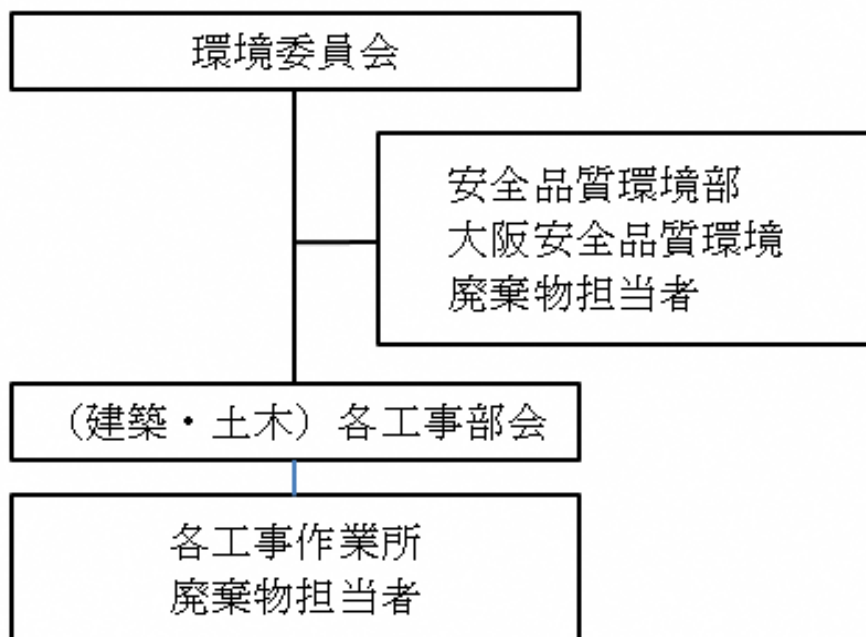 環境委員会
安全品質環境部
大阪安全品質環境
廃棄物担当者
（建築・土木）各工事部会
各工事作業所
廃棄物担当者